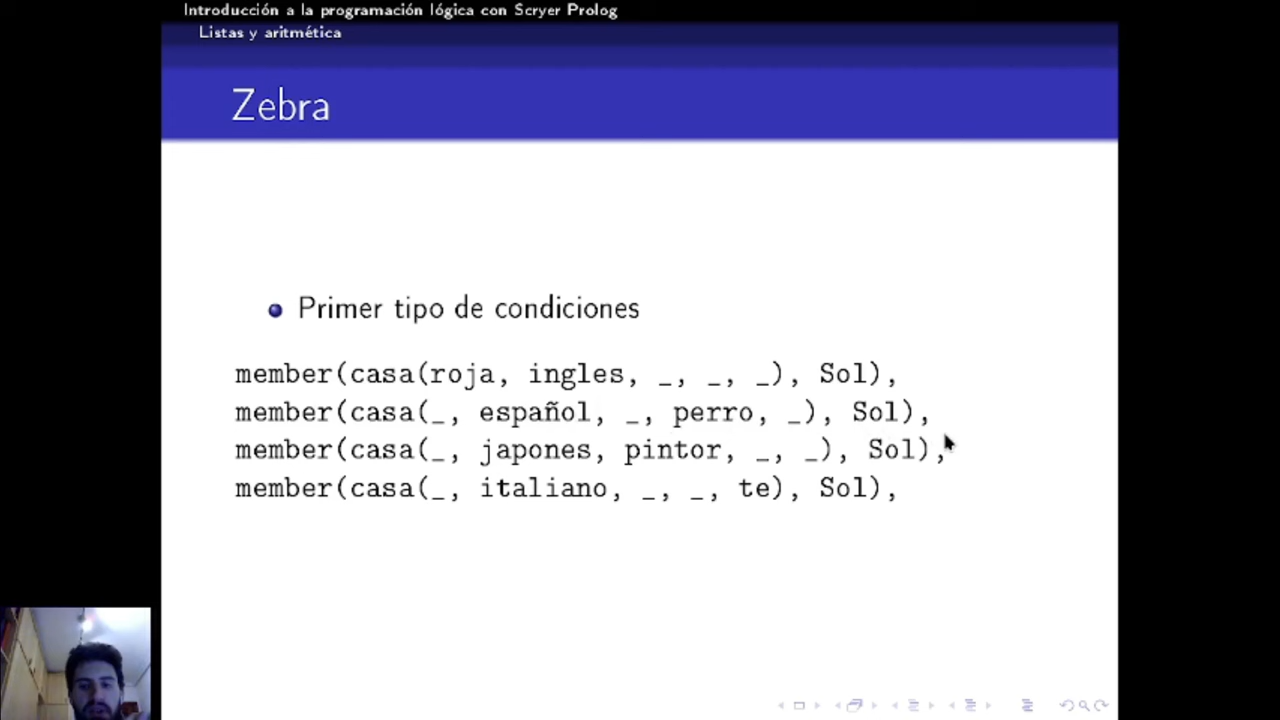 Introducción a la programación lógica con Scryer Prolog
Listas y aritmética
Zebra
Primer tipo de condiciones
member(casa(roja, ingles, _, _, _), Sol),
member(casa(_, español, _, perro, _), Sol),
member(casa(_, japones, pintor, _, _), Sol),
member(casa(_, italiano, _, _, te), Sol),